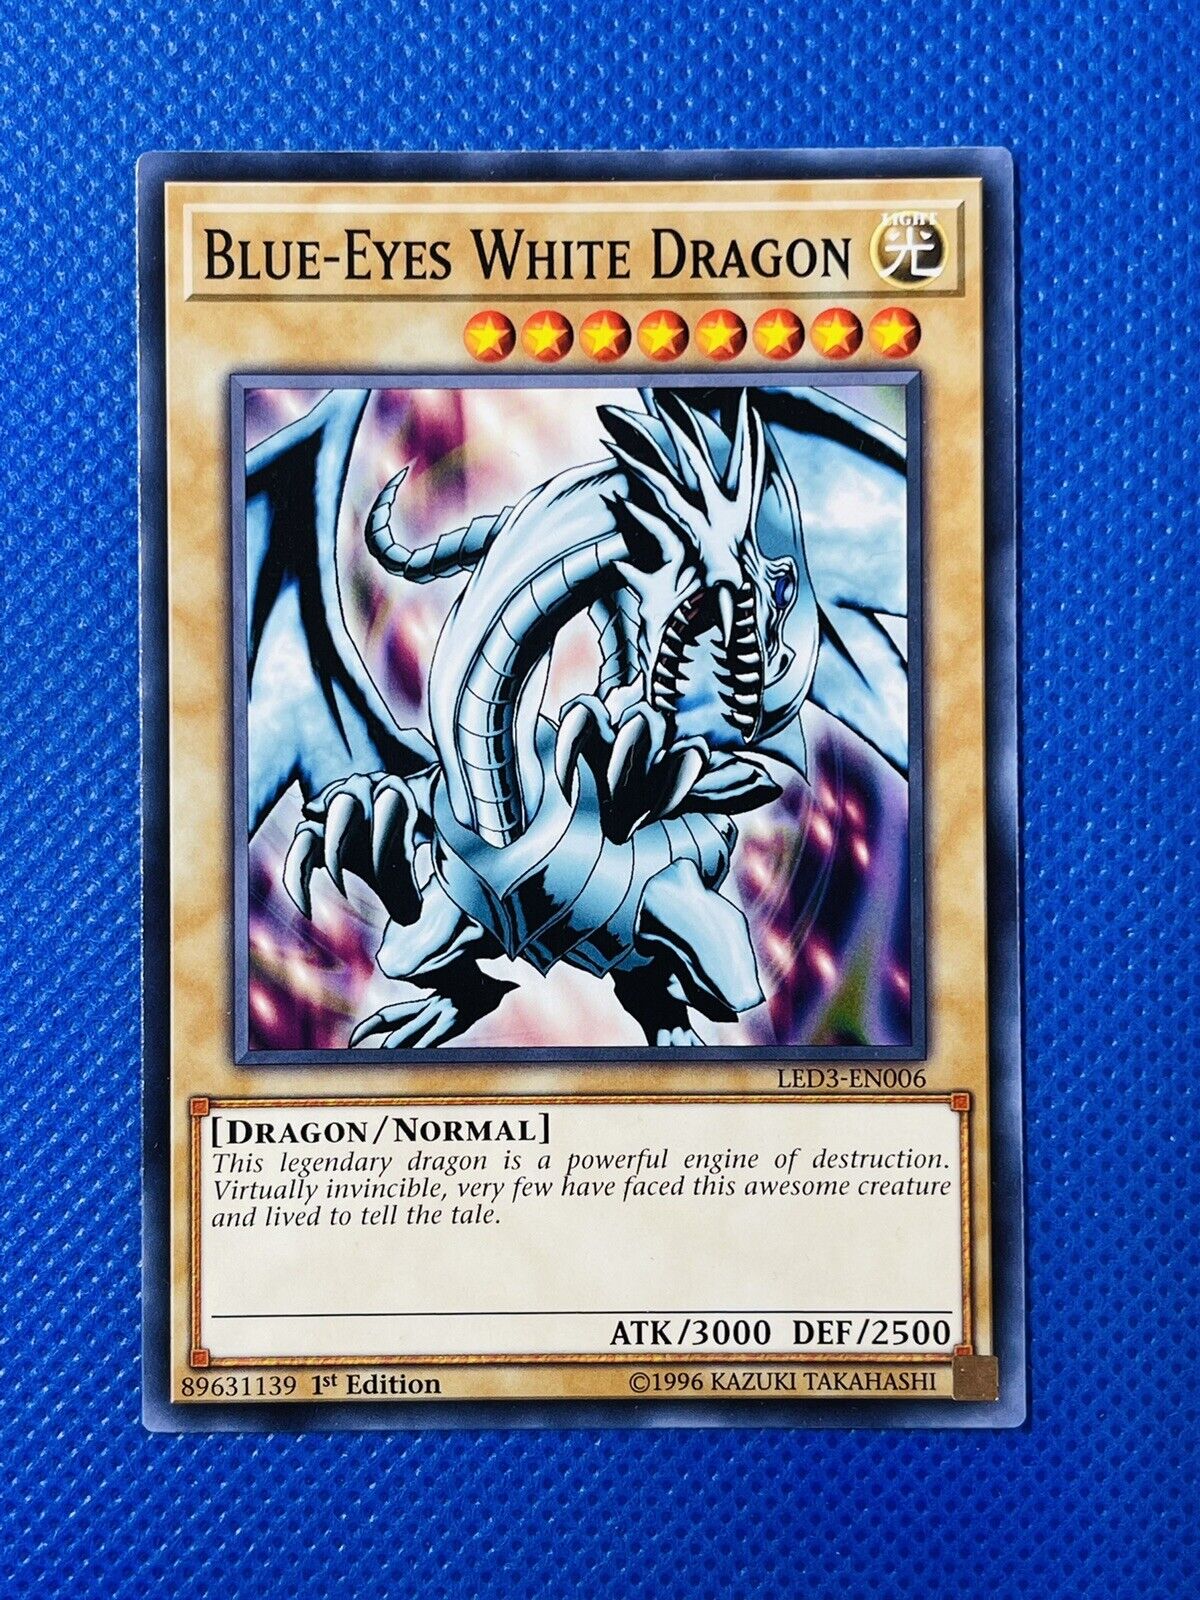 BLUE-EYES WHITE DRAGON
LIGHT
光
LED3-EN006
[DRAGON/NORMAL]
This legendary dragon is a powerful engine of destruction.
Virtually invincible, very few have faced this awesome creature
and lived to tell the tale.
ATK/3000 DEF/2500
89631139 1st Edition
©1996 KAZUKI TAKAHASHI